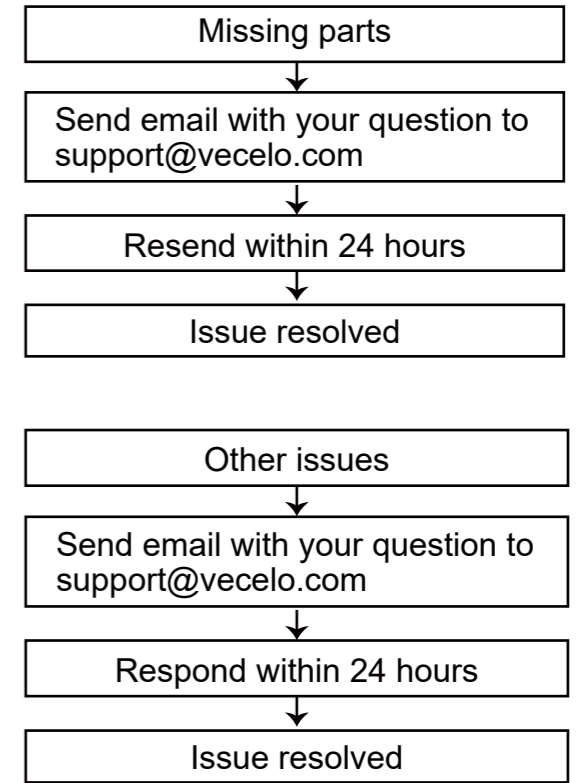 Missing parts
Send email with your question to
support@vecelo.com
Resend within 24 hours
Issue resolved
Other issues
Send email with your question to
support@vecelo.com
Respond within 24 hours
Issue resolved